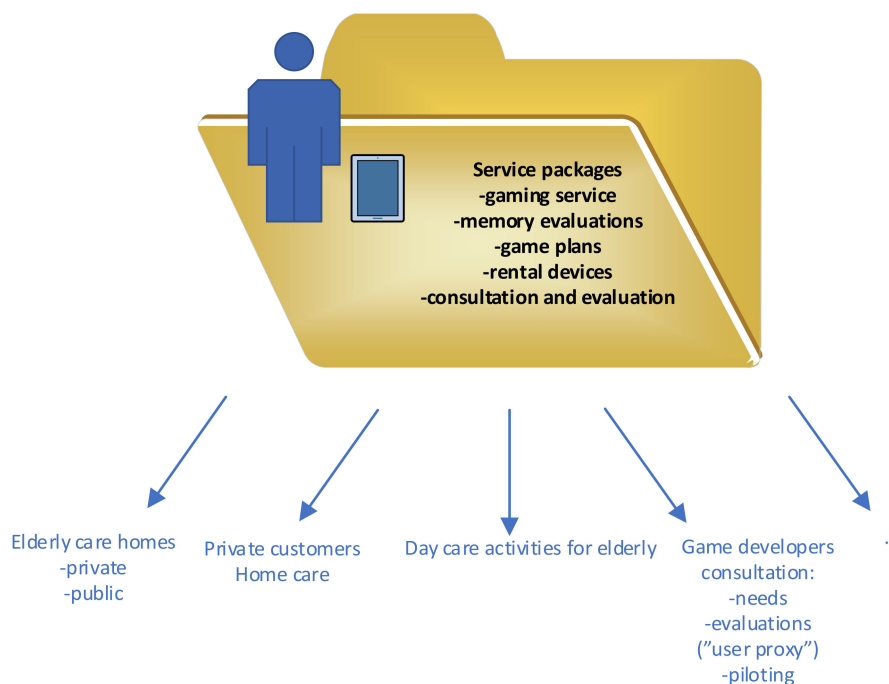 Service packages
-gaming service
-memory evaluations
-game plans
-rental devices
-consultation and evaluation
Elderly care homes
-private
-public
Private customers
Home care
Day care activities for elderly
Game developers
consultation:
-needs
-evaluations
(”user proxy”)
-piloting